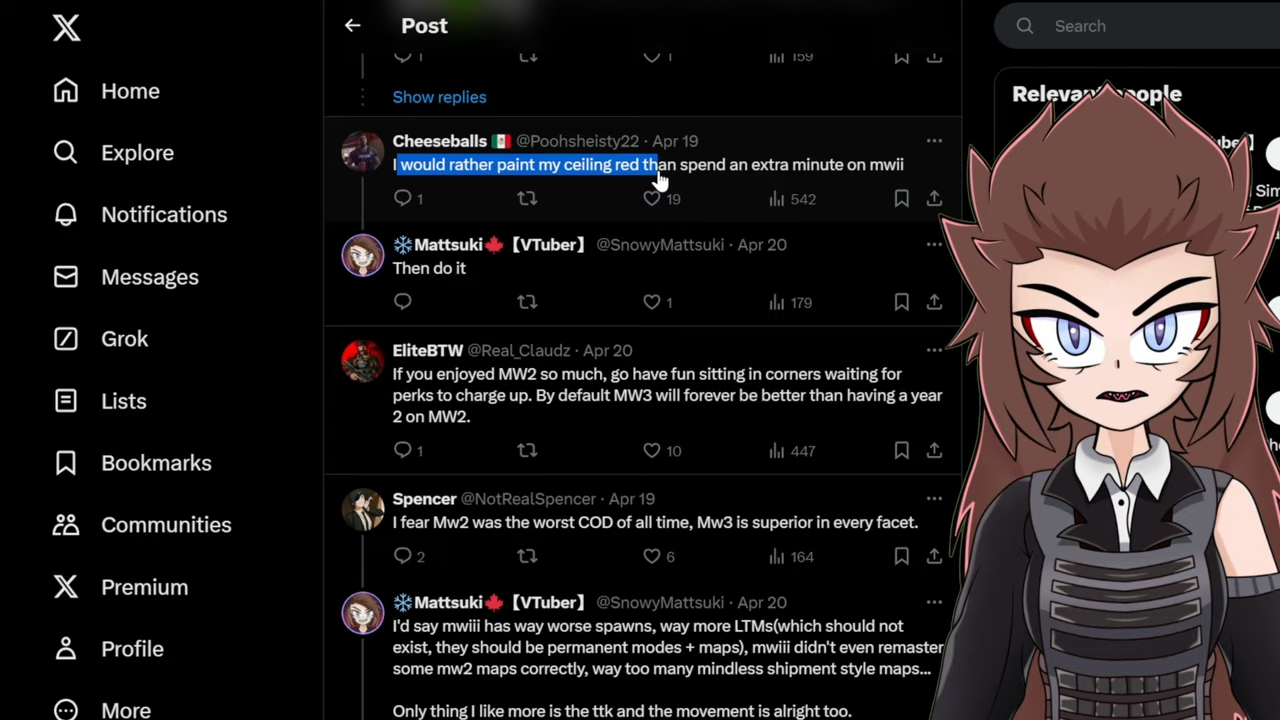 Post
Search
Home
1
1
159
Show replies
Explore
Cheeseballs 🇲🇽 @Poohsheisty22 · Apr 19
I would rather paint my ceiling red than spend an extra minute on mwii
1
19
542
Notifications
❄️Mattsuki🍁【VTuber】 @SnowyMattsuki · Apr 20
Then do it
1
179
Messages
Grok
EliteBTW @Real_Claudz · Apr 20
If you enjoyed MW2 so much, go have fun sitting in corners waiting for
perks to charge up. By default MW3 will forever be better than having a year
2 on MW2.
1
10
447
Lists
Bookmarks
Communities
Spencer @NotRealSpencer · Apr 19
I fear Mw2 was the worst COD of all time, Mw3 is superior in every facet.
2
6
164
Premium
Profile
More
❄️Mattsuki🍁【VTuber】 @SnowyMattsuki · Apr 20
I'd say mwiii has way worse spawns, way more LTMs(which should not
exist, they should be permanent modes + maps), mwiii didn't even remaster
some mw2 maps correctly, way too many mindless shipment style maps...
Only thing I like more is the ttk and the movement is alright too.